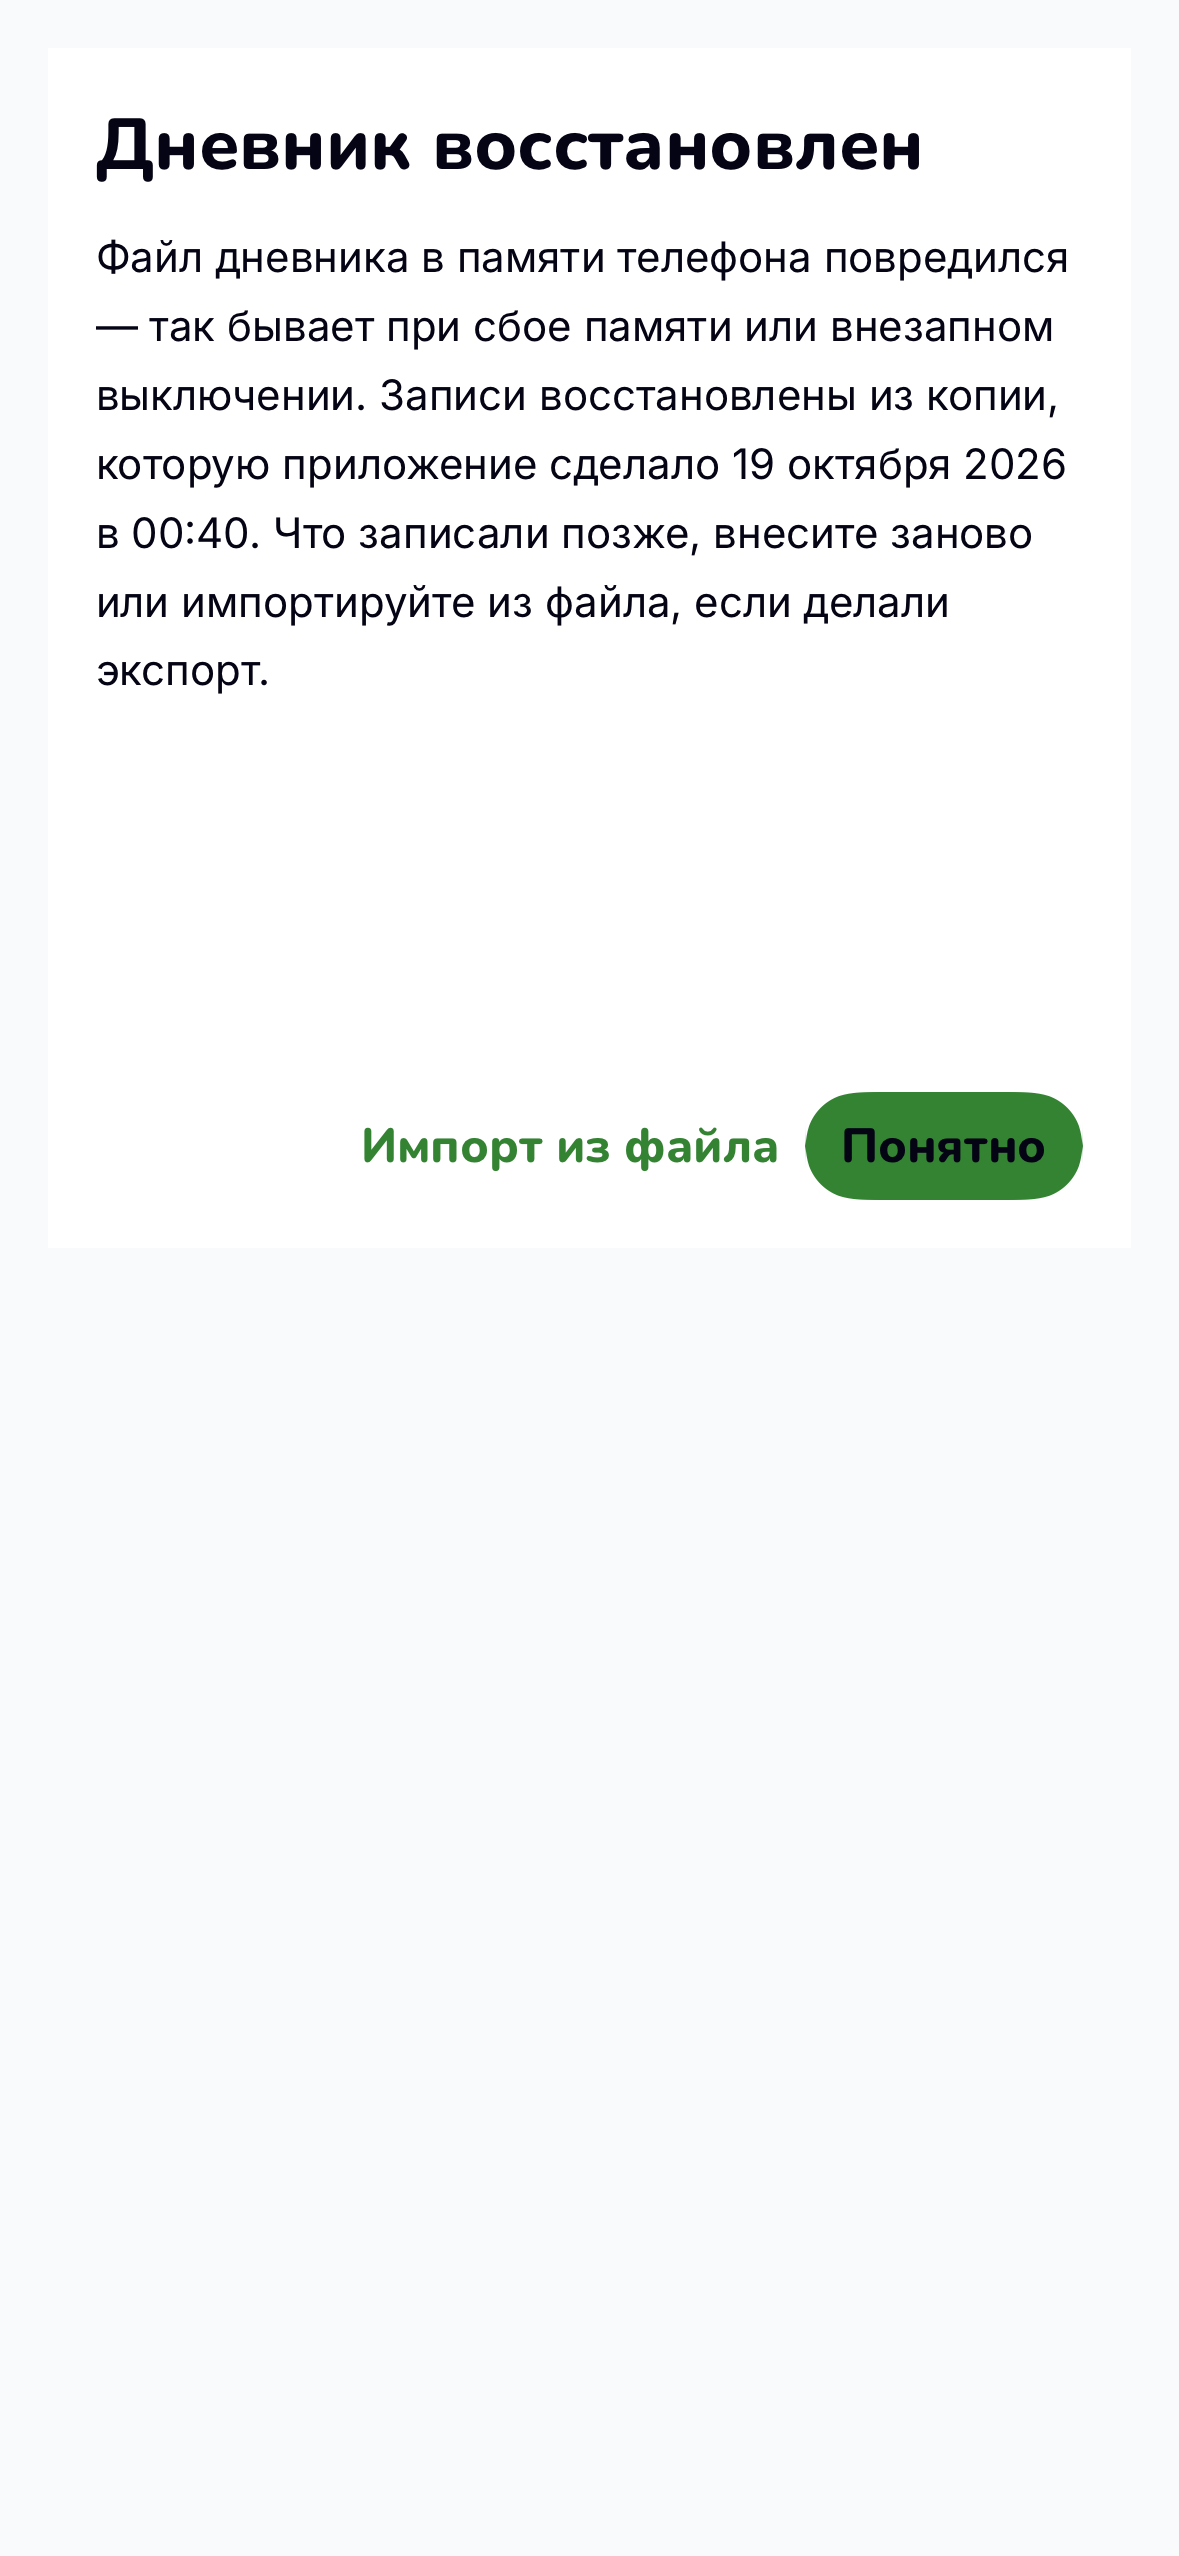 Дневник восстановлен
Файл дневника в памяти телефона повредился
— так бывает при сбое памяти или внезапном
выключении. Записи восстановлены из копии,
которую приложение сделало 19 октября 2026
в 00:40. Что записали позже, внесите заново
или импортируйте из файла, если делали
экспорт.
Импорт из файла Понятно